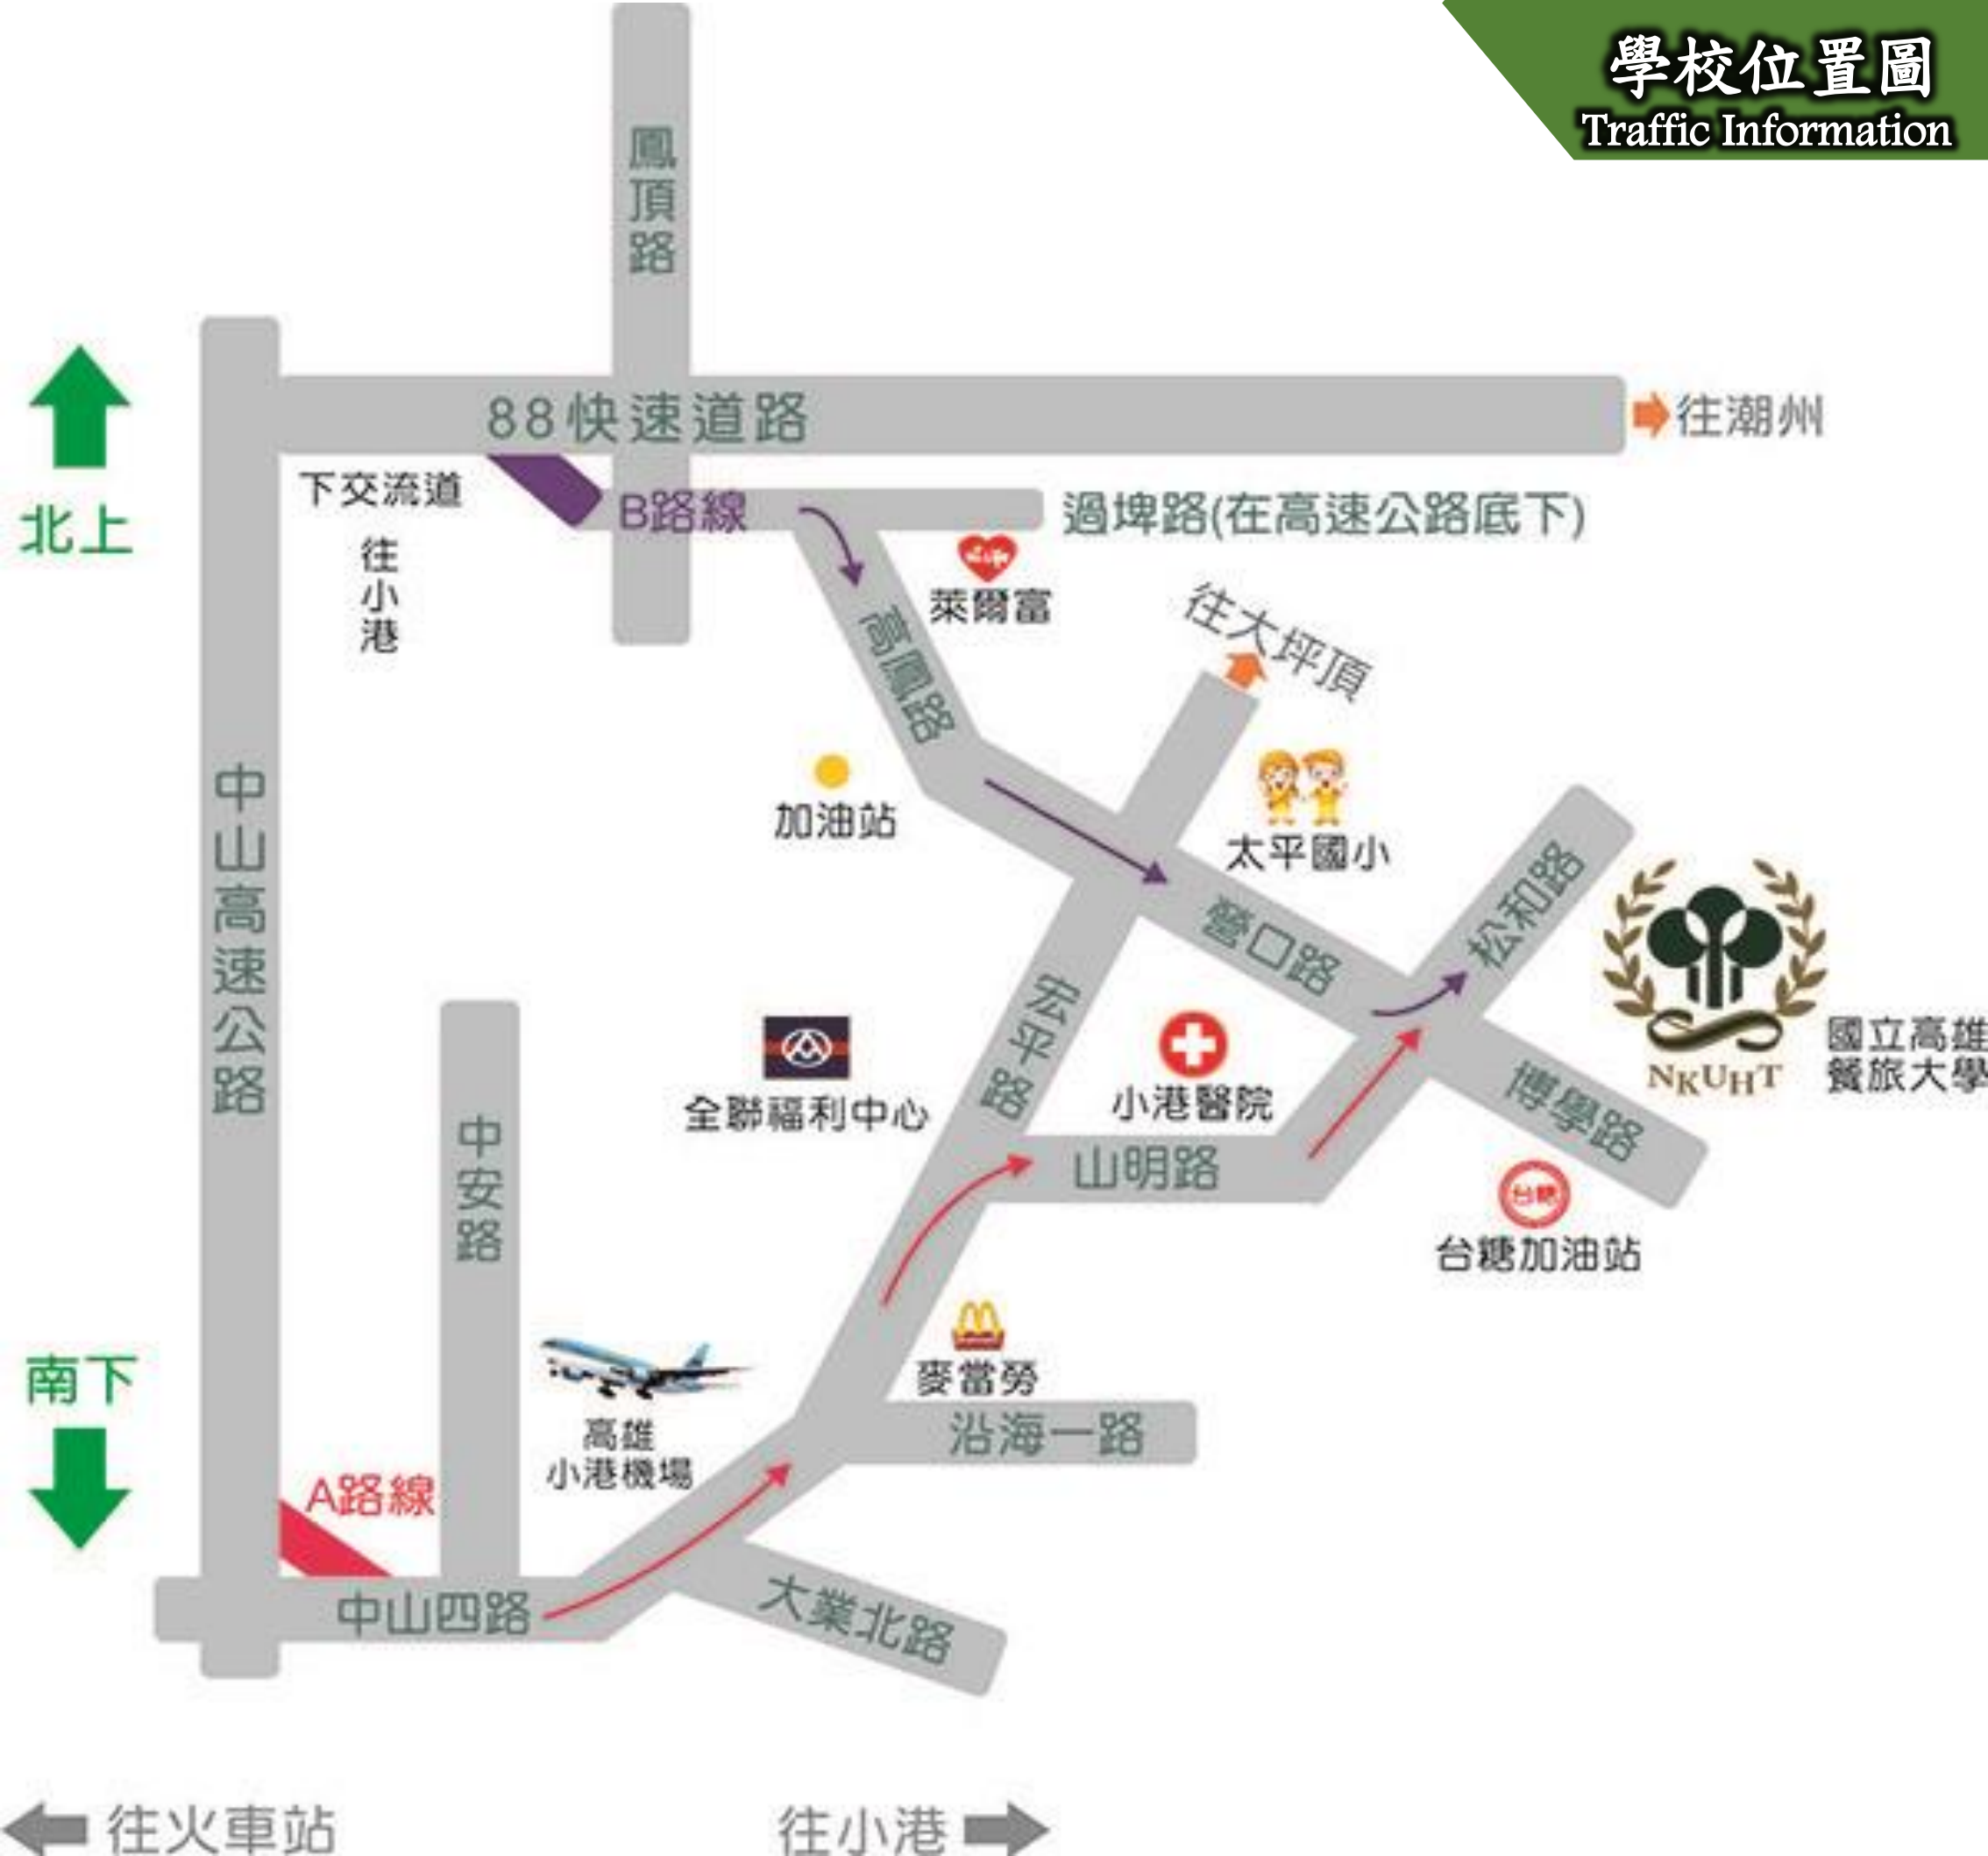 學校位置圖
Traffic Information
鳳頂路
88快速道路
往潮州
北上
下交流道
往小港
B路線
過埤路(在高速公路底下)
萊爾富
高鳳路
往大坪頂
加油站
太平國小
中山高速公路
營口路
松和路
NKUHT
國立高雄
餐旅大學
宏平路
全聯福利中心
小港醫院
博學路
中安路
山明路
台糖
台糖加油站
麥當勞
南下
高雄
小港機場
沿海一路
A路線
中山四路
大業北路
往火車站
往小港